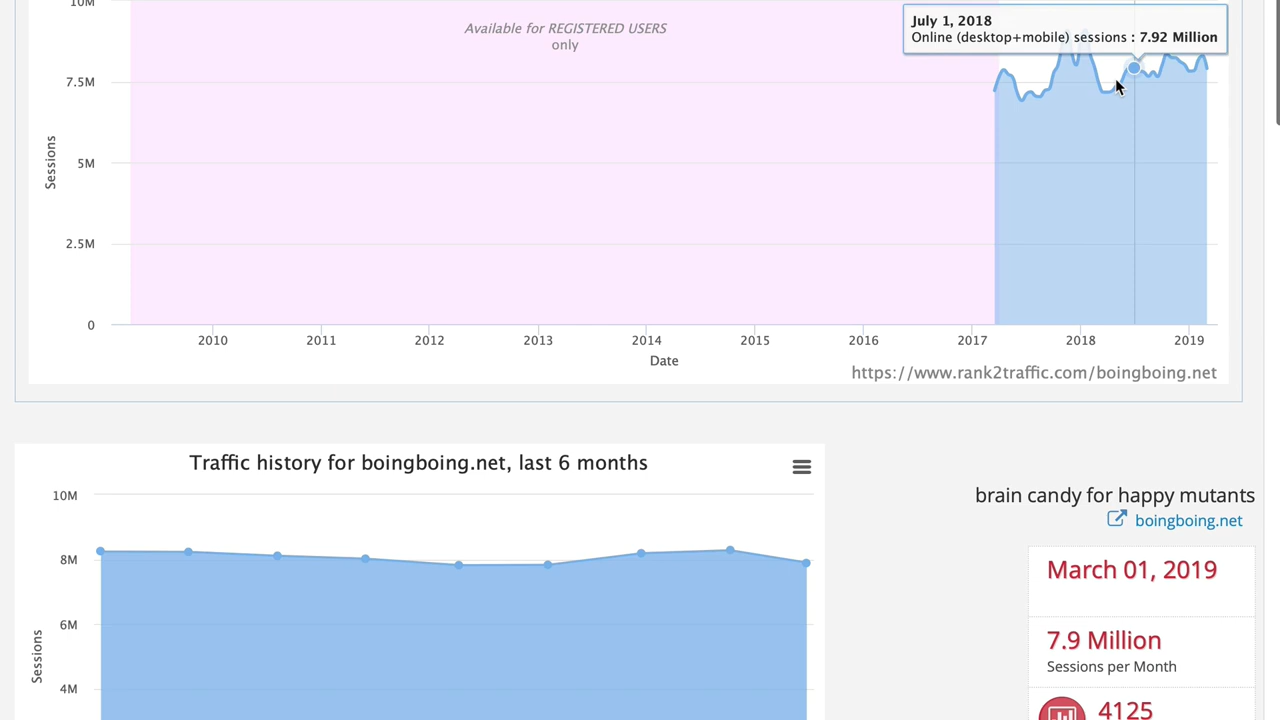 10M
Available for REGISTERED USERS
only
July 1, 2018
Online (desktop+mobile) sessions : 7.92 Million
7.5M
5M
2.5M
0
Sessions
2010 2011 2012 2013 2014 2015 2016 2017 2018 2019
Date
https://www.rank2traffic.com/boingboing.net
Traffic history for boingboing.net, last 6 months
10M
8M
6M
4M
Sessions
brain candy for happy mutants
boingboing.net
March 01, 2019
7.9 Million
Sessions per Month
4125